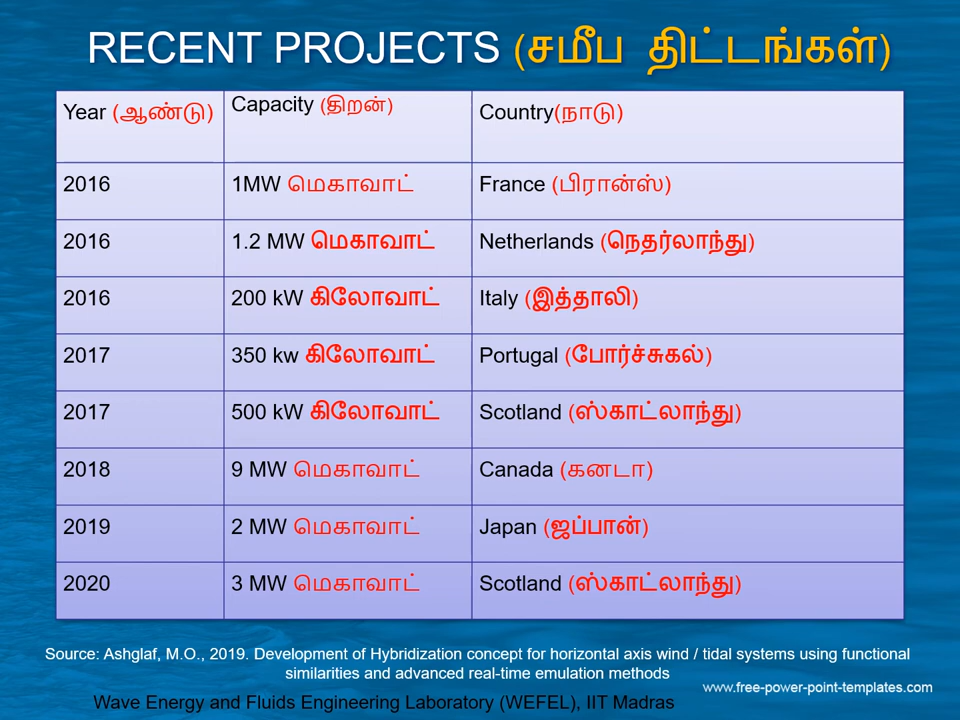 RECENT PROJECTS (சமீப திட்டங்கள்)
Year (ஆண்டு) Capacity (திறன்) Country(நாடு)
2016 1MW மெகாவாட் France (பிரான்ஸ்)
2016 1.2 MW மெகாவாட் Netherlands (நெதர்லாந்து)
2016 200 kW கிலோவாட் Italy (இத்தாலி)
2017 350 kw கிலோவாட் Portugal (போர்ச்சுகல்)
2017 500 kW கிலோவாட் Scotland (ஸ்காட்லாந்து)
2018 9 MW மெகாவாட் Canada (கனடா)
2019 2 MW மெகாவாட் Japan (ஜப்பான்)
2020 3 MW மெகாவாட் Scotland (ஸ்காட்லாந்து)
Source: Ashglaf, M.O., 2019. Development of Hybridization concept for horizontal axis wind / tidal systems using functional
similarities and advanced real-time emulation methods
www.free-power-point-templates.com
Wave Energy and Fluids Engineering Laboratory (WEFEL), IIT Madras